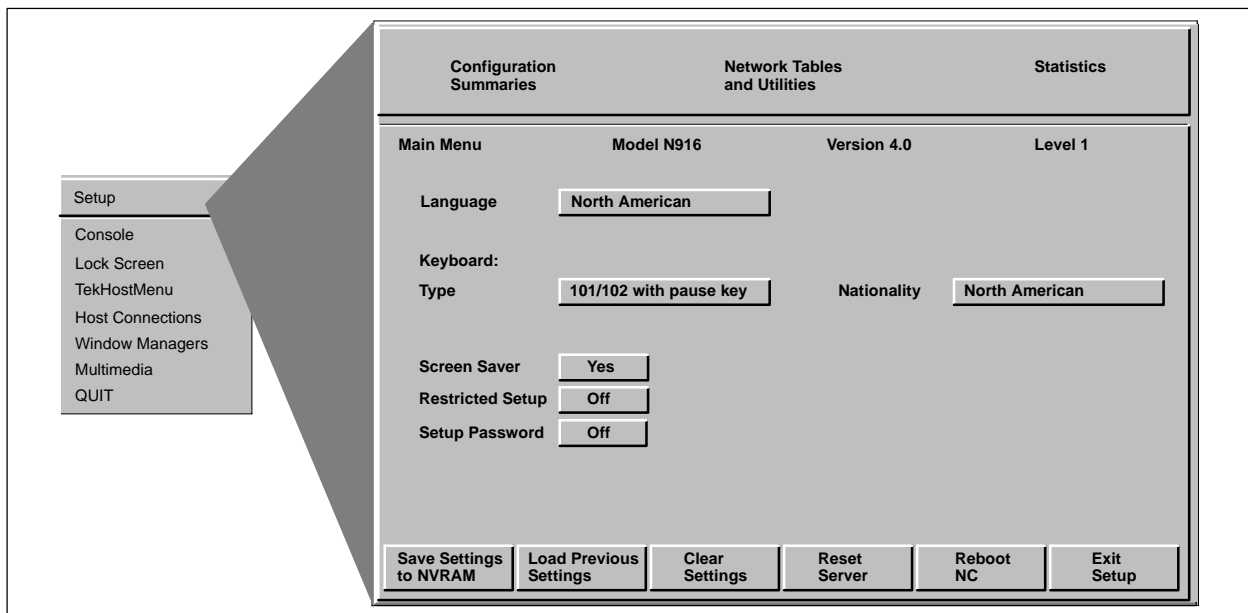 Setup
Console
Lock Screen
TekHostMenu
Host Connections
Window Managers
Multimedia
QUIT
Configuration
Summaries
Network Tables
and Utilities
Statistics
Main Menu Model N916 Version 4.0 Level 1
Language North American
Keyboard:
Type 101/102 with pause key Nationality North American
Screen Saver Yes
Restricted Setup Off
Setup Password Off
Save Settings
to NVRAM
Load Previous
Settings
Clear
Settings
Reset
Server
Reboot
NC
Exit
Setup